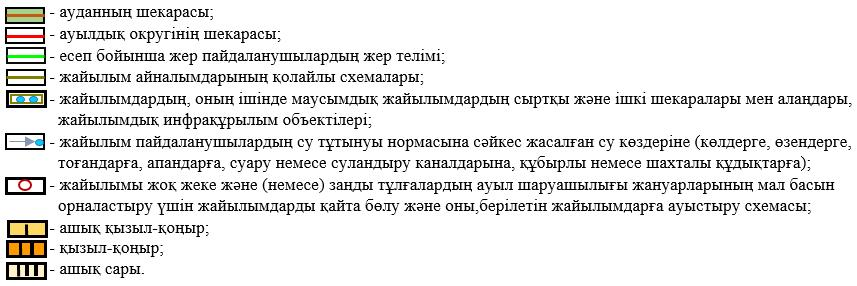 - ауданның шекарасы;
- ауылдық округінің шекарасы;
- есеп бойынша жер пайдаланушылардың жер телімі;
- жайылым айналымдарының қолайлы схемалары;
- жайылымдардың, оның ішінде маусымдық жайылымдардың сыртқы және ішкі шекаралары мен алаңдары,
жайылымдық инфрақұрылым объектілері;
- жайылым пайдаланушылардың су тұтынуы нормасына сәйкес жасалған су көздеріне (көлдерге, өзендерге,
тоғандарға, апандарға, суару немесе суландыру каналдарына, құбырлы немесе шахталы құдықтарға);
- жайылымы жоқ жеке және (немесе) заңды тұлғалардың ауыл шаруашылығы жануарларының мал басын
орналастыру үшін жайылымдарды қайта бөлу және оны,берілетін жайылымдарға ауыстыру схемасы;
- ашық қызыл-қоңыр;
- қызыл-қоңыр;
- ашық сары.